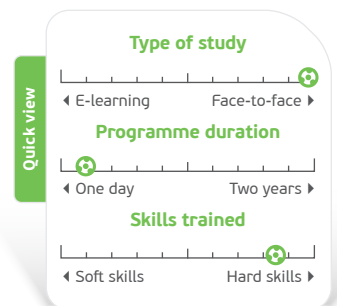 Quick view
Type of study
E-learning Face-to-face
Programme duration
One day Two years
Skills trained
Soft skills Hard skills